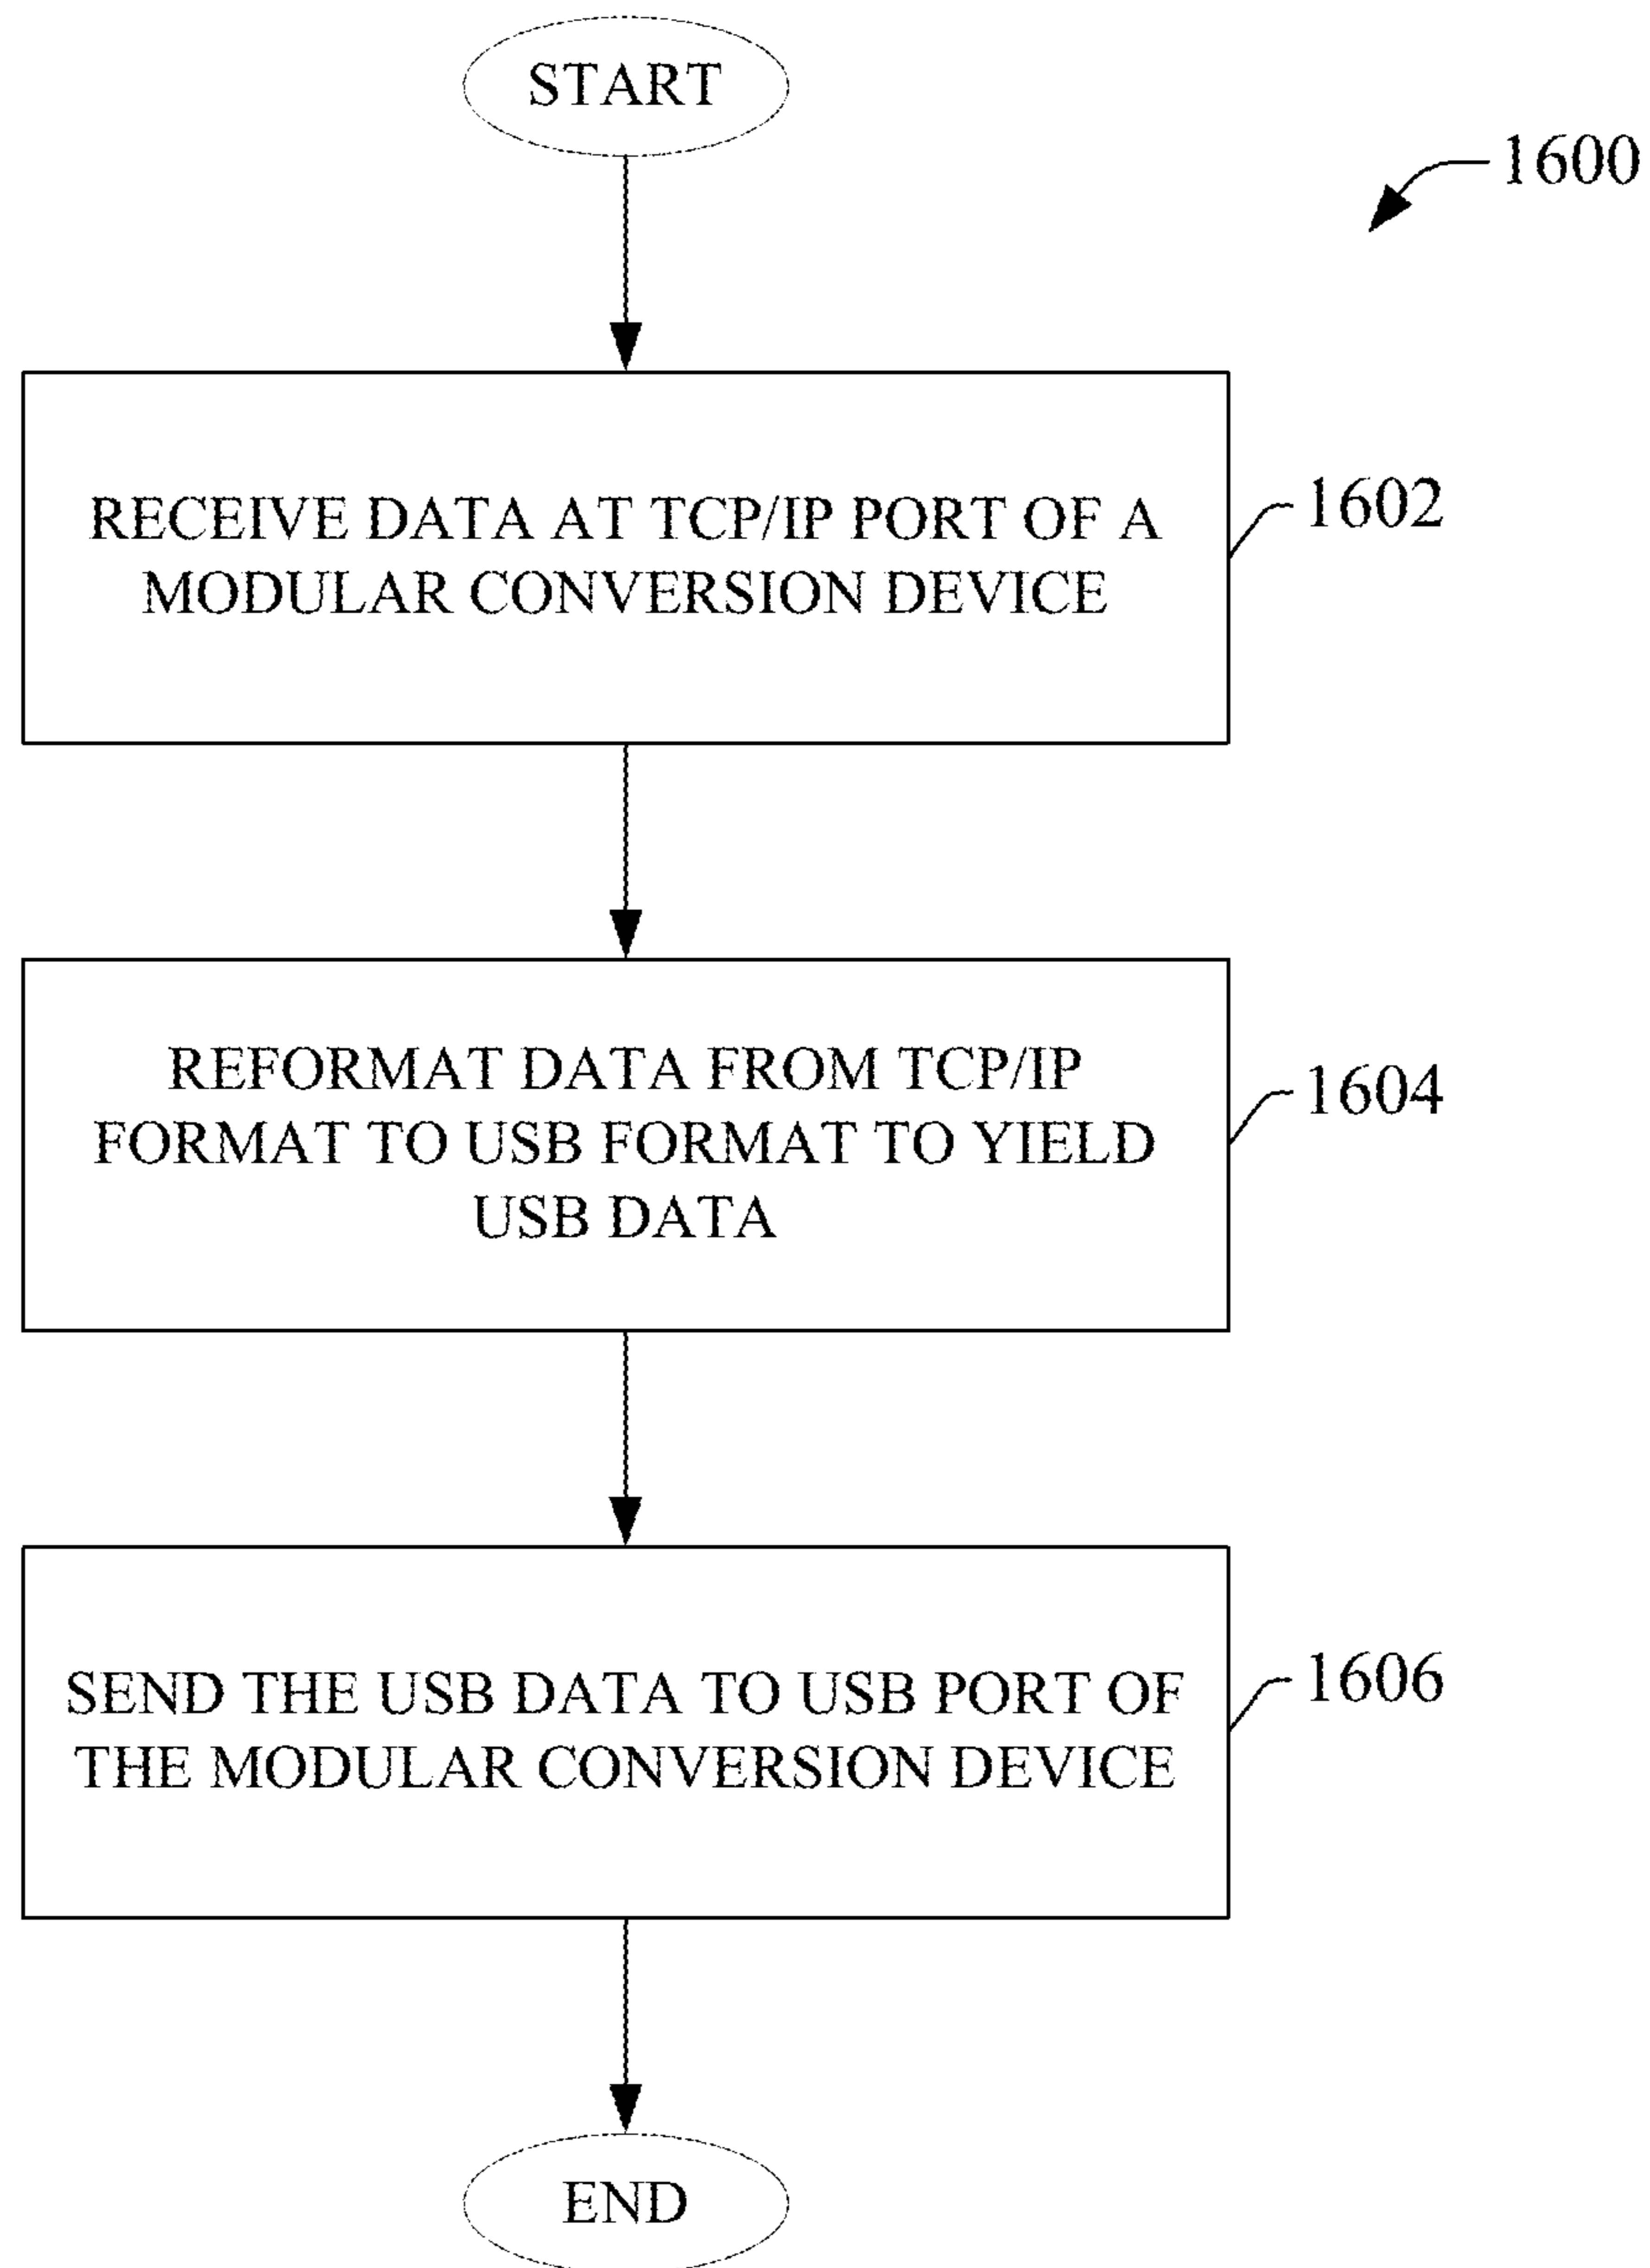 START
1600
RECEIVE DATA AT TCP/IP PORT OF A
MODULAR CONVERSION DEVICE
1602
REFORMAT DATA FROM TCP/IP
FORMAT TO USB FORMAT TO YIELD
USB DATA
1604
SEND THE USB DATA TO USB PORT OF
THE MODULAR CONVERSION DEVICE
1606
END